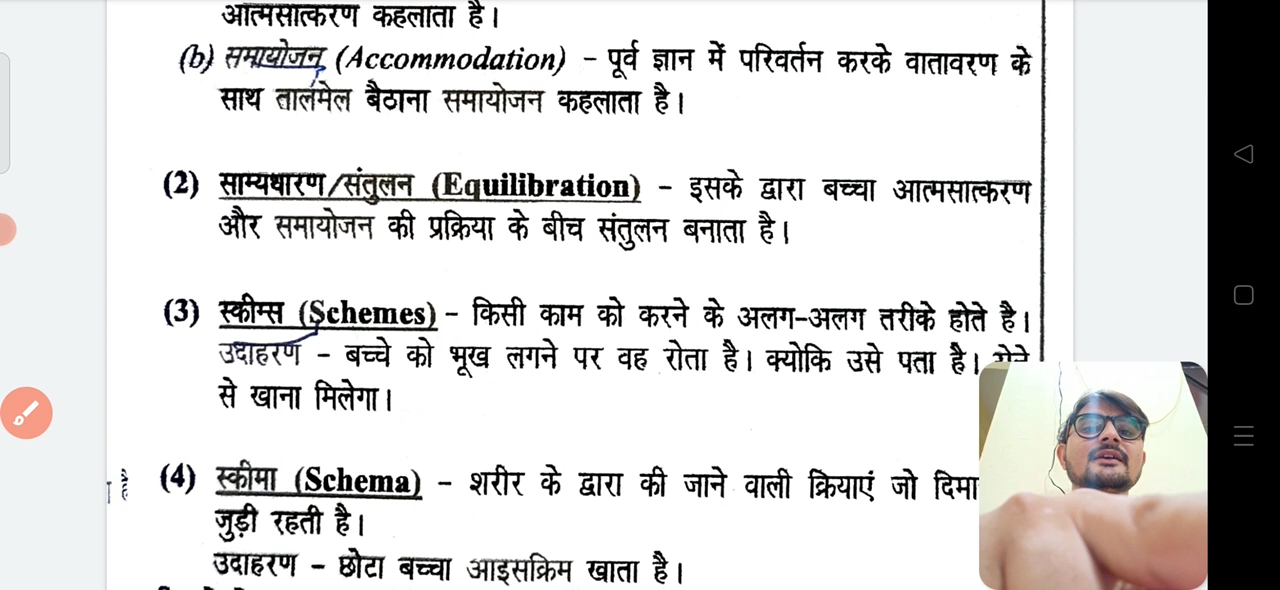 आत्मसात्करण कहलाता है।
(b) समायोजन (Accommodation) – पूर्व ज्ञान में परिवर्तन करके वातावरण के
साथ तालमेल बैठाना समायोजन कहलाता है।
(2) साम्यधारण/संतुलन (Equilibration) – इसके द्वारा बच्चा आत्मसात्करण
और समायोजन की प्रक्रिया के बीच संतुलन बनाता है।
(3) स्कीम्स (Schemes) – किसी काम को करने के अलग-अलग तरीके होते है।
उदाहरण – बच्चे को भूख लगने पर वह रोता है। क्योकि उसे पता है।
से खाना मिलेगा।
(4) स्कीमा (Schema) – शरीर के द्वारा की जाने वाली क्रियाएं जो
जुड़ी रहती है।
उदाहरण – छोटा बच्चा आइसक्रिम खाता है।